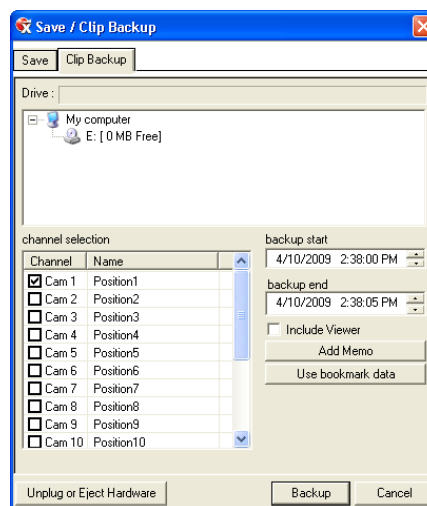 Save / Clip Backup
Save Clip Backup
Drive :
My computer
E: [ 0 MB Free]
channel selection
Channel Name
Cam 1 Position1
Cam 2 Position2
Cam 3 Position3
Cam 4 Position4
Cam 5 Position5
Cam 6 Position6
Cam 7 Position7
Cam 8 Position8
Cam 9 Position9
Cam 10 Position10
backup start
4/10/2009 2:38:00 PM
backup end
4/10/2009 2:38:05 PM
Include Viewer
Add Memo
Use bookmark data
Unplug or Eject Hardware Backup Cancel